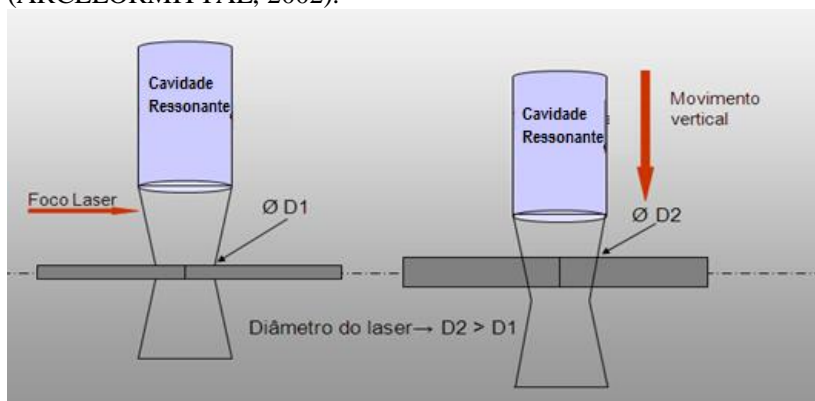 Cavidade
Ressonante
Cavidade
Ressonante
Movimento
vertical
Foco Laser
Ø D1
Ø D2
Diâmetro do laser→ D2 > D1